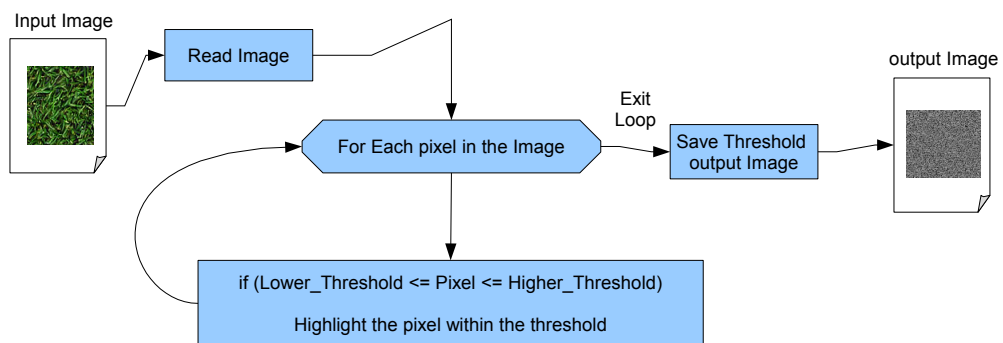 Input Image
Read Image
For Each pixel in the Image
Exit
Loop
Save Threshold
output Image
output Image
if (Lower_Threshold <= Pixel <= Higher_Threshold)
Highlight the pixel within the threshold